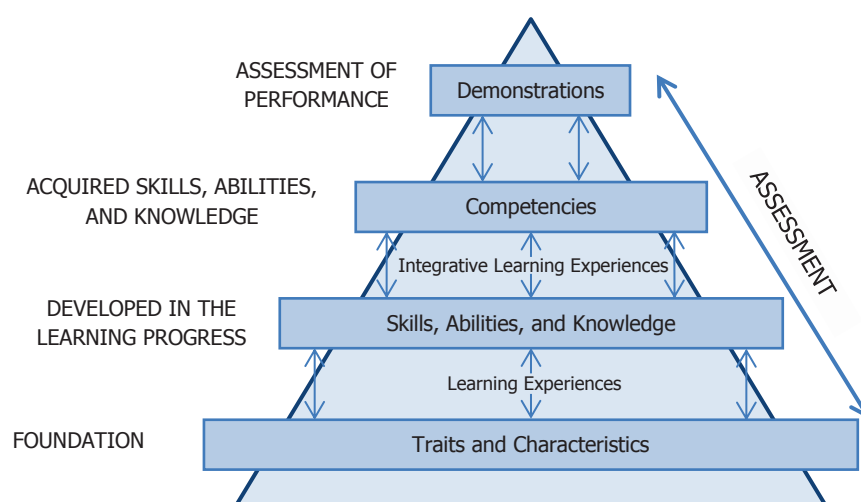 ASSESSMENT OF
PERFORMANCE
Demonstrations
ACQUIRED SKILLS, ABILITIES,
AND KNOWLEDGE
Competencies
ASSESSMENT
Integrative Learning Experiences
DEVELOPED IN THE
LEARNING PROGRESS
Skills, Abilities, and Knowledge
Learning Experiences
FOUNDATION
Traits and Characteristics